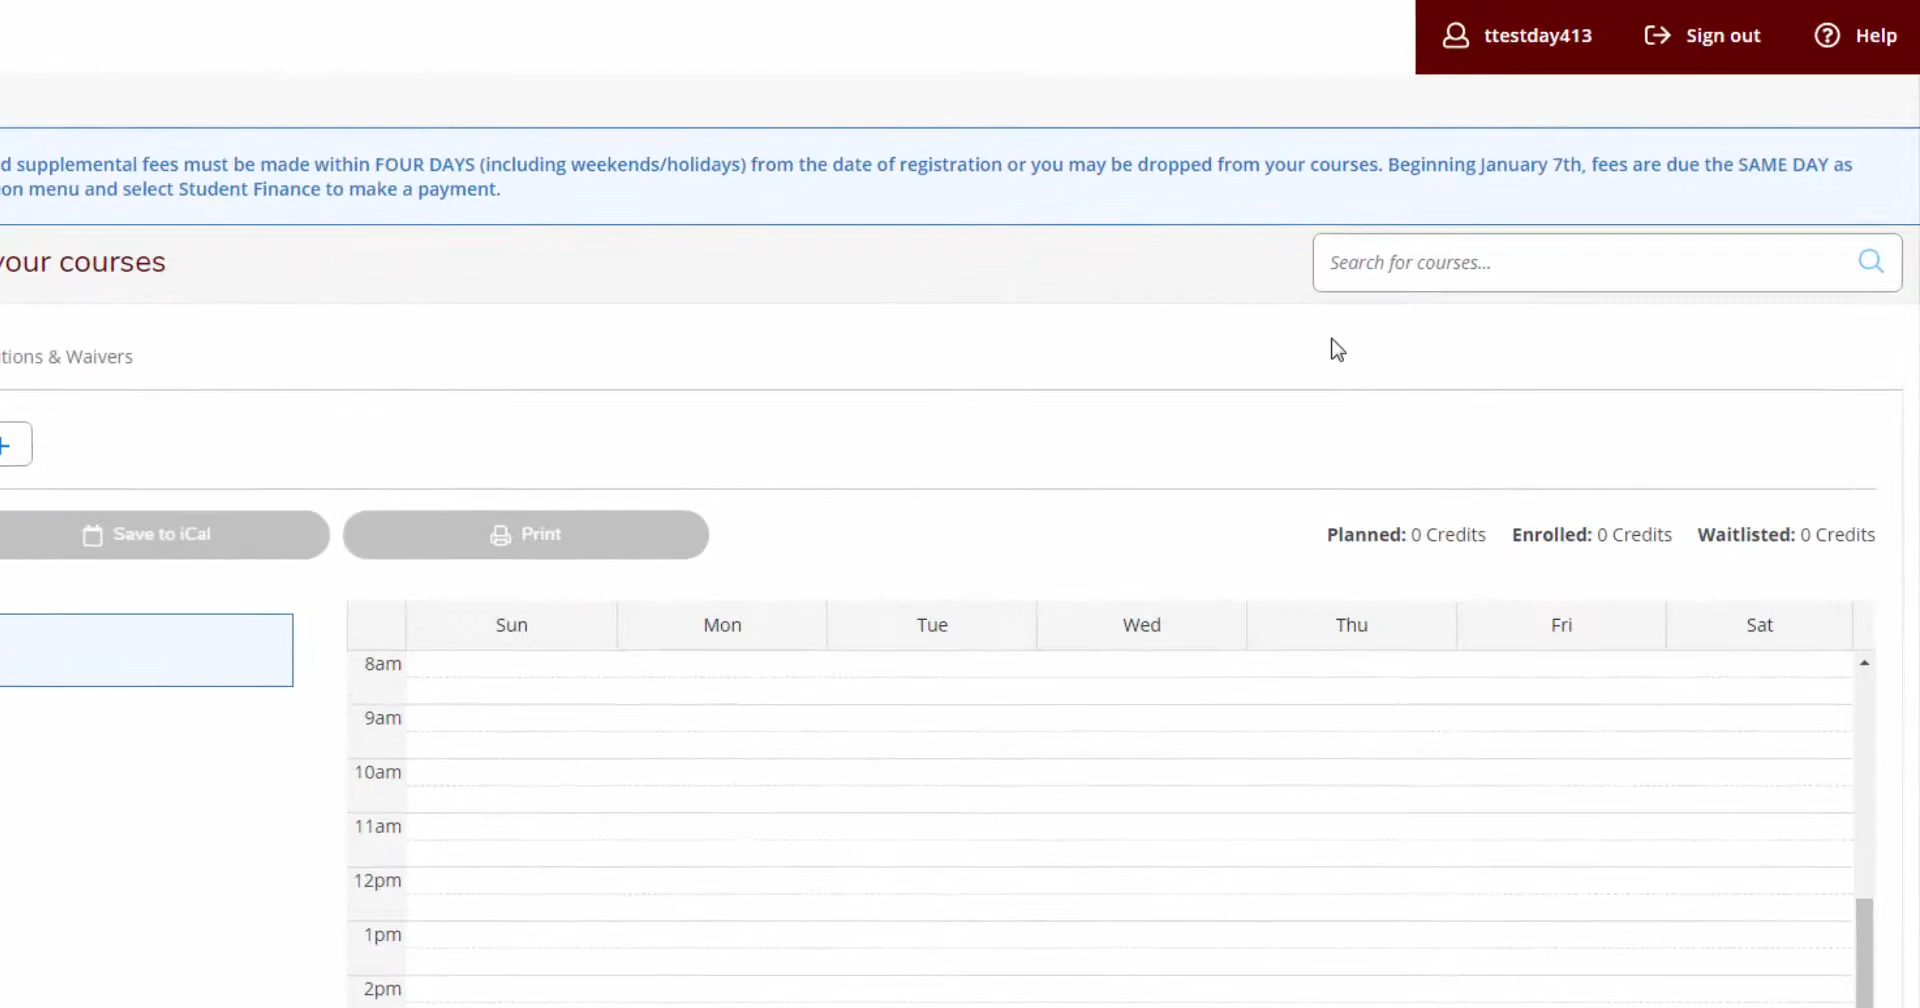 ttestday413 Sign out Help
d supplemental fees must be made within FOUR DAYS (including weekends/holidays) from the date of registration or you may be dropped from your courses. Beginning January 7th, fees are due the SAME DAY as
on menu and select Student Finance to make a payment.
your courses
Search for courses...
tions & Waivers
Save to iCal Print Planned: 0 Credits Enrolled: 0 Credits Waitlisted: 0 Credits
Sun Mon Tue Wed Thu Fri Sat
8am
9am
10am
11am
12pm
1pm
2pm